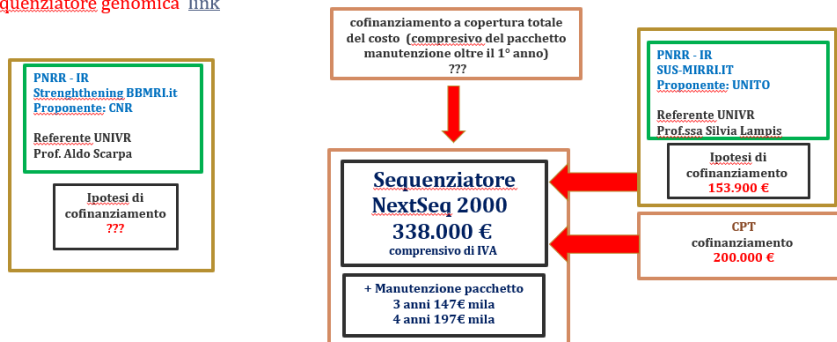 quenziatore genomica link
cofinanziamento a copertura totale
del costo (compresivo del pacchetto
manutenzione oltre il 1° anno)
???
PNRR - IR
Strenghthening BBMRI.it
Proponente: CNR
Referente UNIVR
Prof. Aldo Scarpa
Ipotesi di
cofinanziamento
???
Sequenziatore
NextSeq 2000
338.000 €
comprensivo di IVA
+ Manutenzione pacchetto
3 anni 147€ mila
4 anni 197€ mila
PNRR - IR
SUS-MIRRI.IT
Proponente: UNITO
Referente UNIVR
Prof.ssa Silvia Lampis
Ipotesi di
cofinanziamento
153.900 €
CPT
cofinanziamento
200.000 €